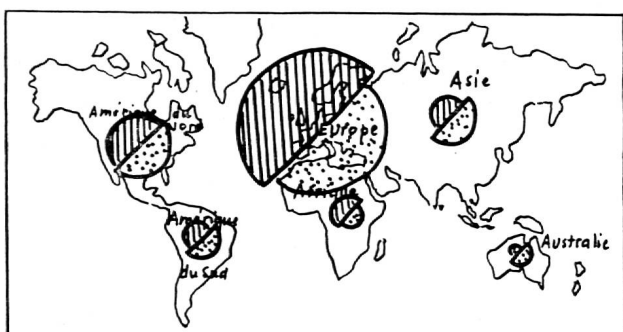 Amérique
du
Nord
Europe
Asie
Afrique
Amérique
du Sud
Australie